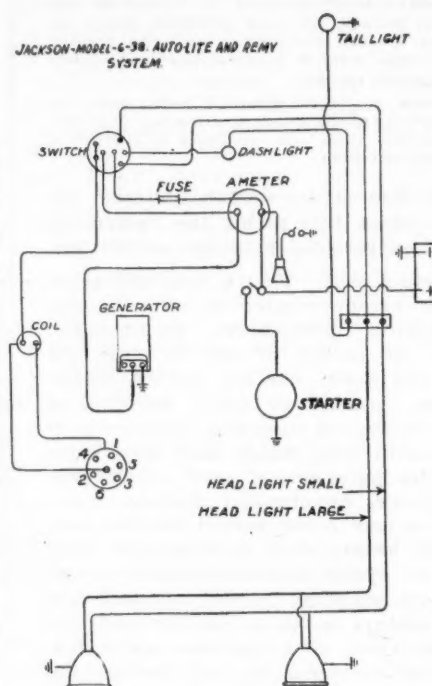 JACKSON-MODEL-6-38. AUTO-LITE AND REMY
SYSTEM.
TAIL LIGHT
SWITCH
DASH LIGHT
FUSE
AMETER
GENERATOR
COIL
STARTER
1
4
5
2
3
6
HEAD LIGHT SMALL
HEAD LIGHT LARGE